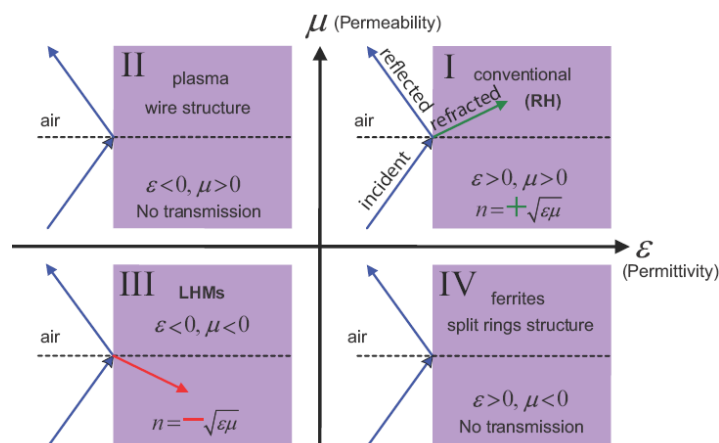 μ (Permeability)
II
plasma
wire structure
air
ε<0, μ>0
No transmission
I
conventional
(RH)
reflected
refracted
air
incident
ε>0, μ>0
n=+√εμ
ε
(Permittivity)
III
LHMs
ε<0, μ<0
air
n=−√εμ
IV
ferrites
split rings structure
air
ε>0, μ<0
No transmission